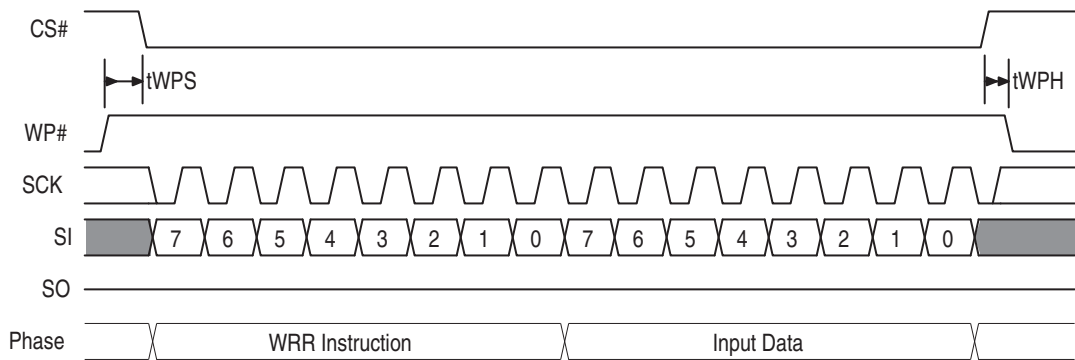 CS#
tWPS
tWPH
WP#
SCK
SI 7 6 5 4 3 2 1 0 7 6 5 4 3 2 1 0
SO
Phase WRR Instruction Input Data